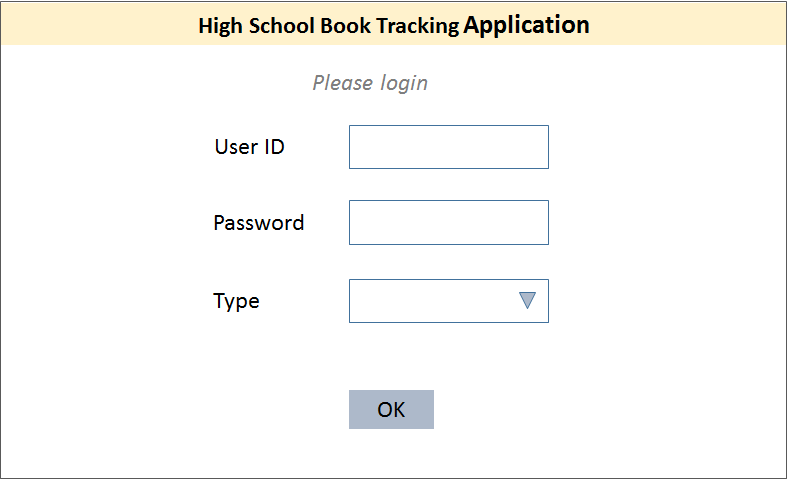 High School Book Tracking Application
Please login
User ID
Password
Type
OK